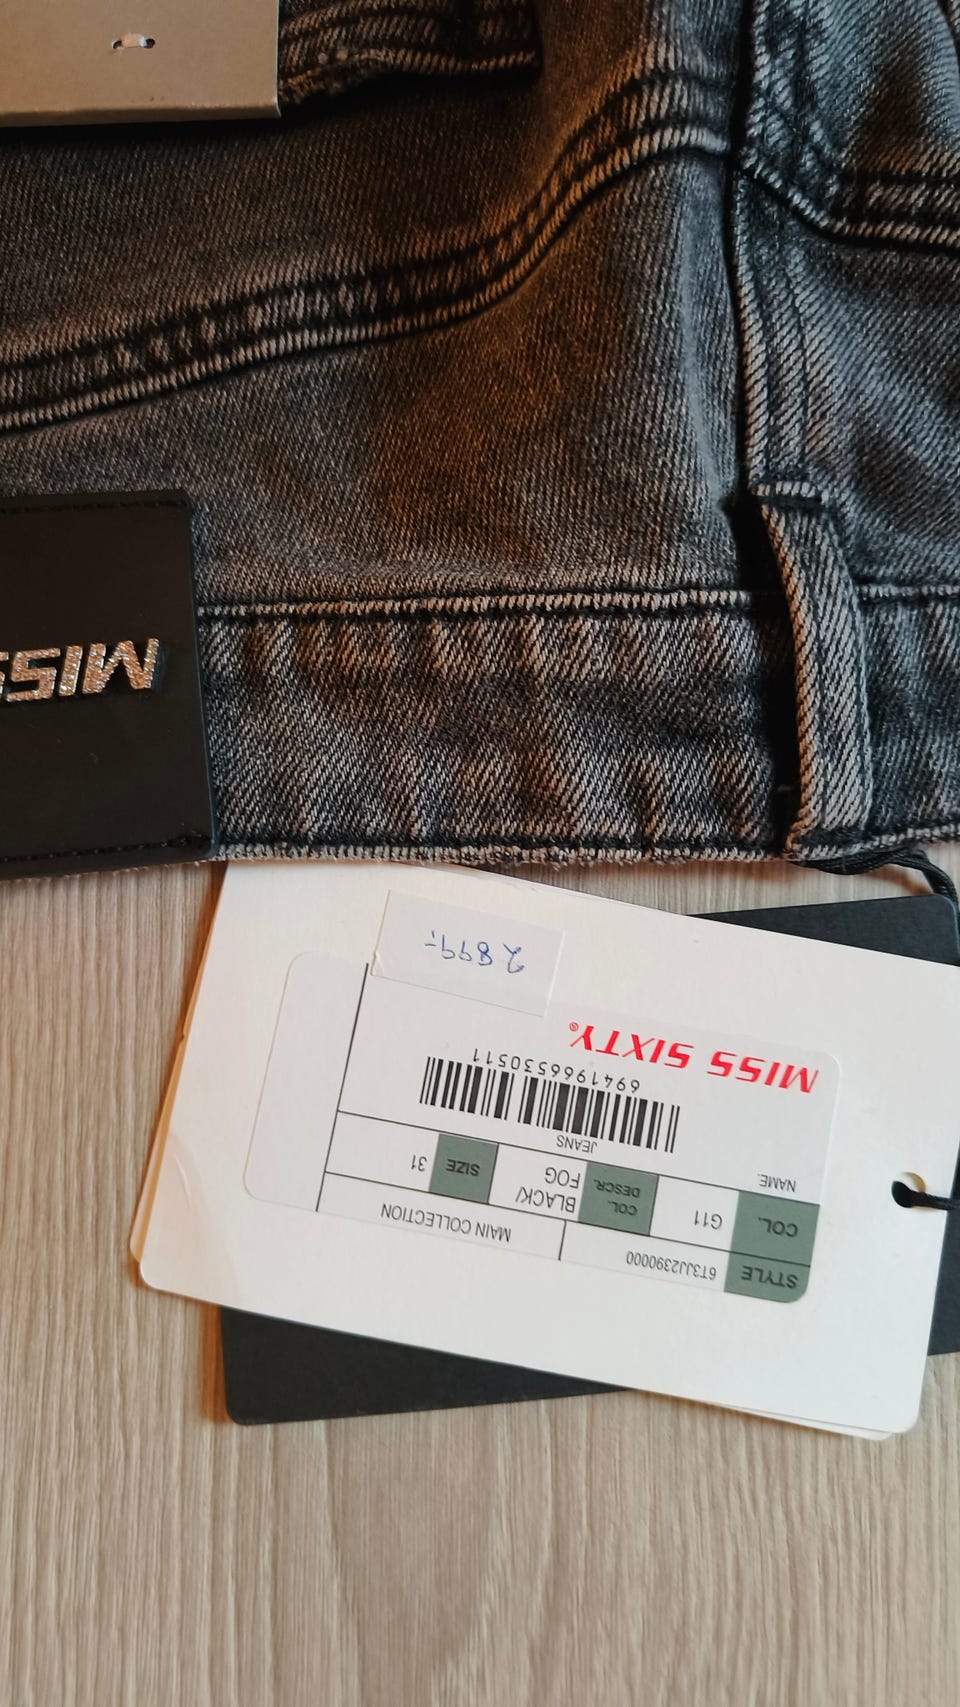 MISS
STYLE 6T3JJ2390000 MAIN COLLECTION
COL. G11 COL. DESCR. BLACK/ FOG SIZE 31
NAME. JEANS
6941966530511
MISS SIXTY®
2899,-